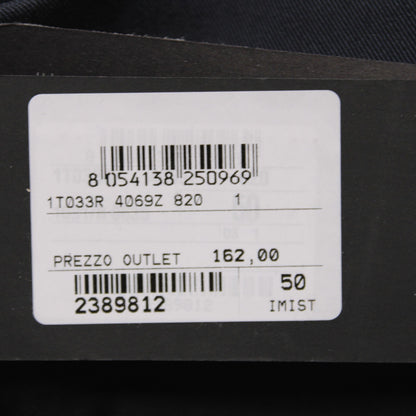 8 054138 250969
1T033R 4069Z 820 1
PREZZO OUTLET 162,00
50
2389812 IMIST